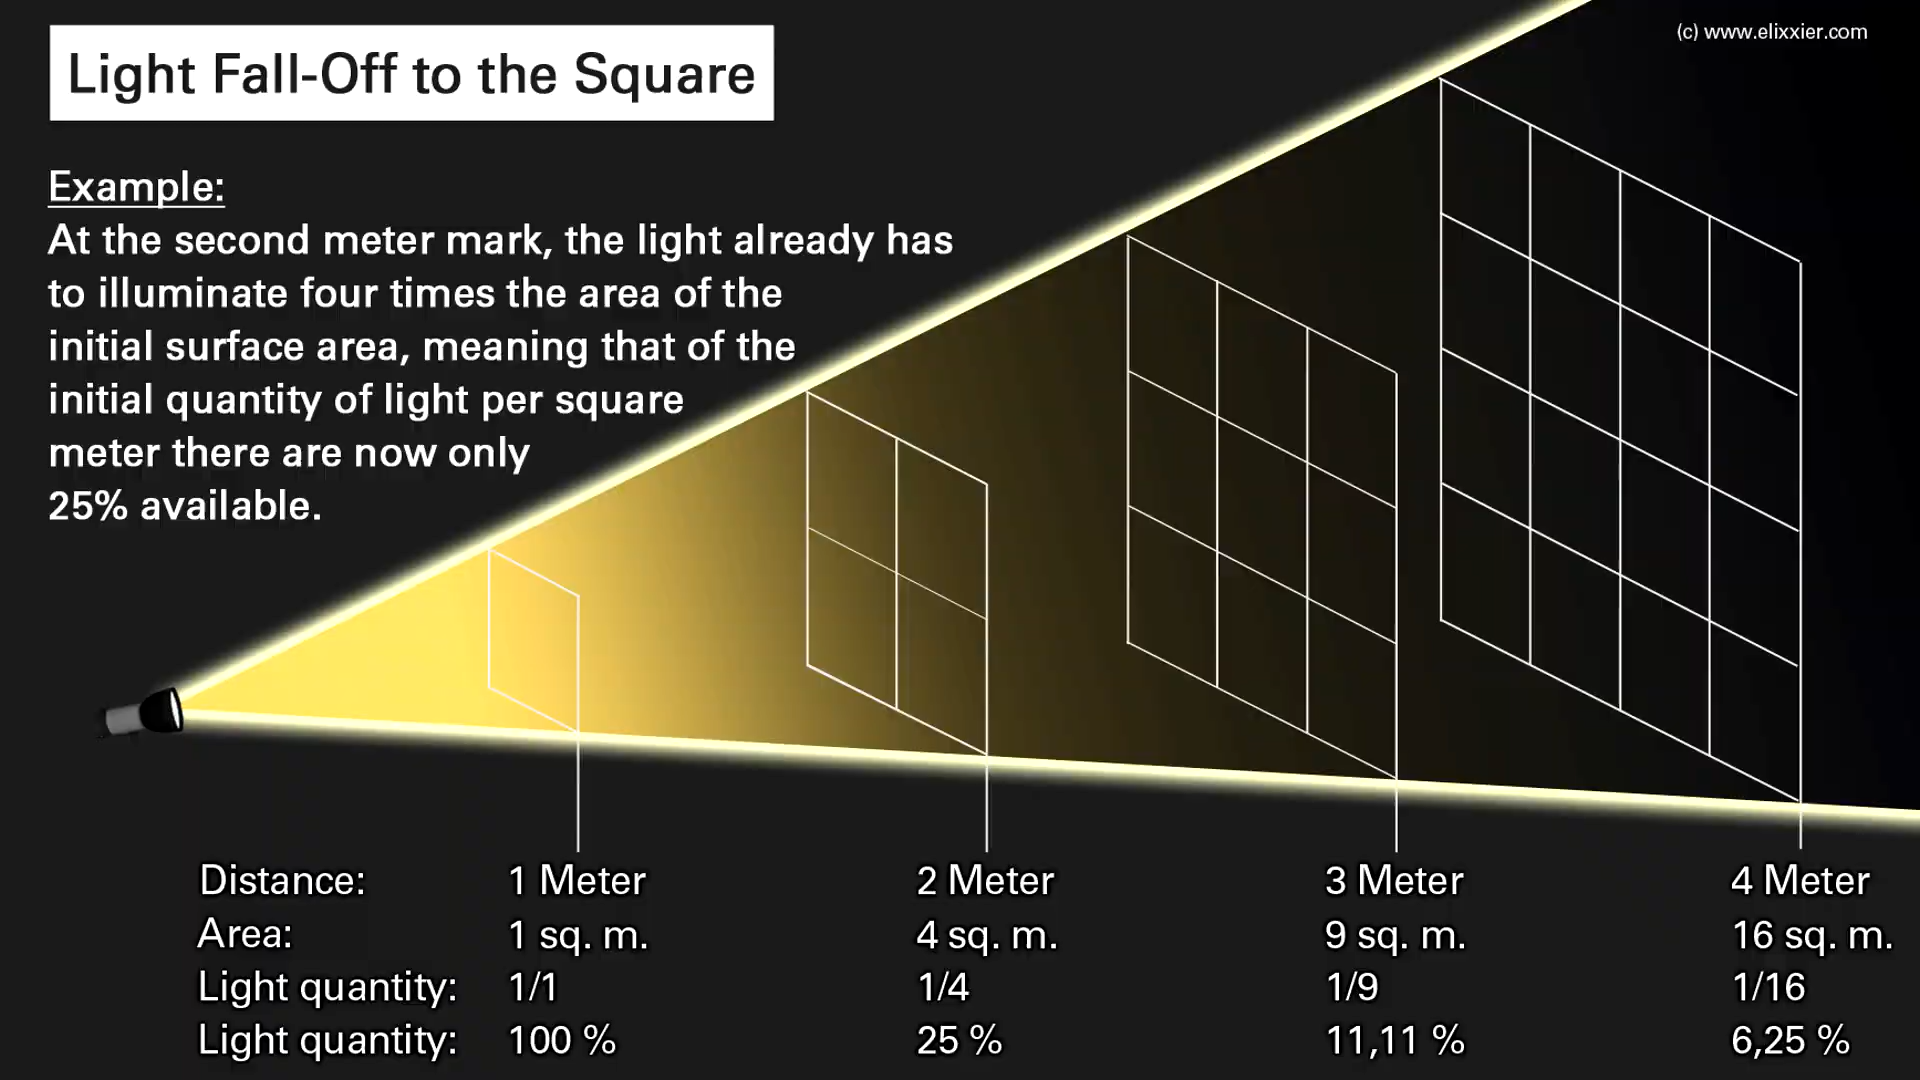 Light Fall-Off to the Square
(c) www.elixxier.com
Example:
At the second meter mark, the light already has
to illuminate four times the area of the
initial surface area, meaning that of the
initial quantity of light per square
meter there are now only
25% available.
Distance: 1 Meter 2 Meter 3 Meter 4 Meter
Area: 1 sq. m. 4 sq. m. 9 sq. m. 16 sq. m.
Light quantity: 1/1 1/4 1/9 1/16
Light quantity: 100 % 25 % 11,11 % 6,25 %